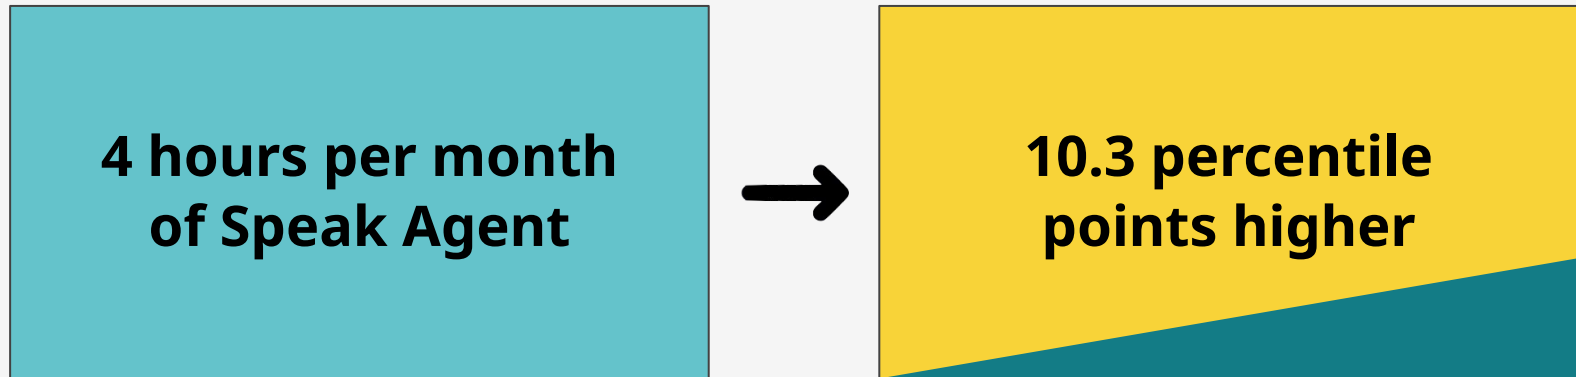 4 hours per month
of Speak Agent
10.3 percentile
points higher